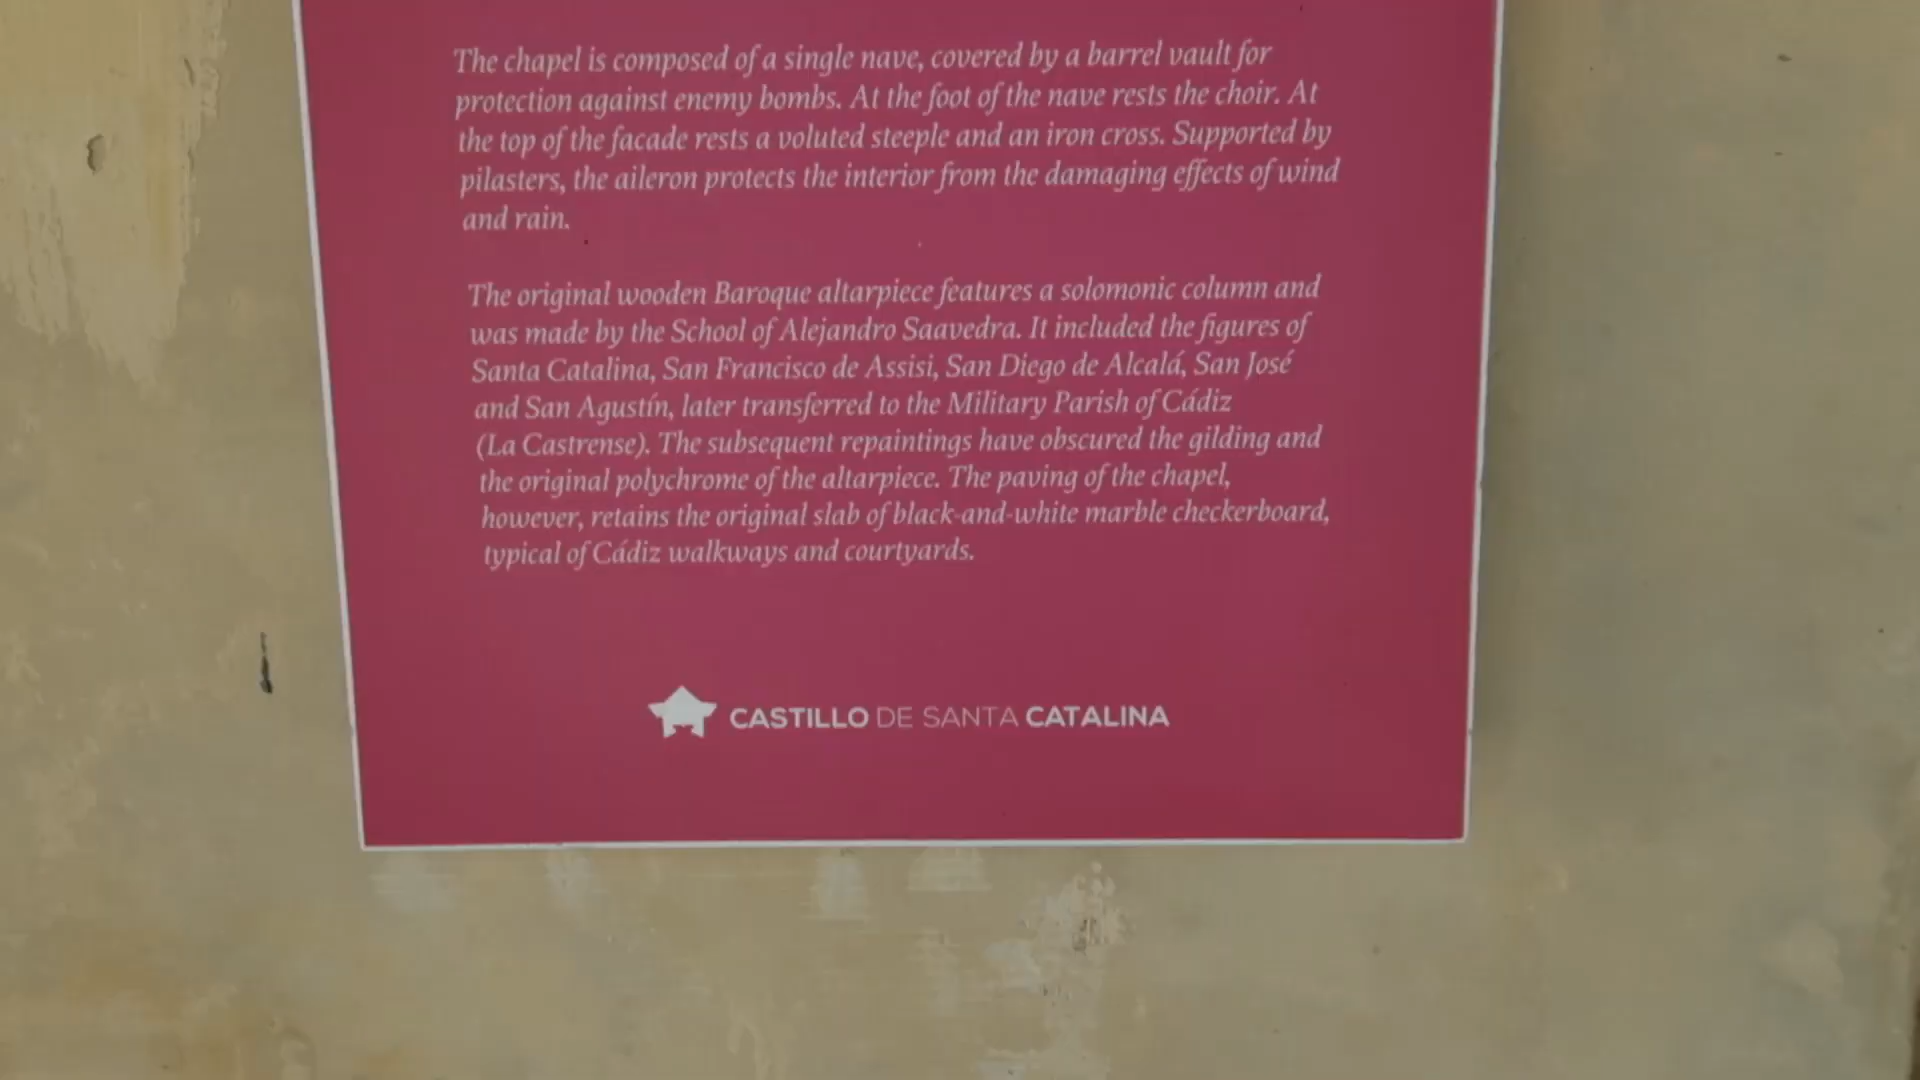 The chapel is composed of a single nave, covered by a barrel vault for
protection against enemy bombs. At the foot of the nave rests the choir. At
the top of the facade rests a voluted steeple and an iron cross. Supported by
pilasters, the aileron protects the interior from the damaging effects of wind
and rain.
The original wooden Baroque altarpiece features a solomonic column and
was made by the School of Alejandro Saavedra. It included the figures of
Santa Catalina, San Francisco de Assisi, San Diego de Alcalá, San José
and San Agustín, later transferred to the Military Parish of Cádiz
(La Castrense). The subsequent repaintings have obscured the gilding and
the original polychrome of the altarpiece. The paving of the chapel,
however, retains the original slab of black-and-white marble checkerboard,
typical of Cádiz walkways and courtyards.
CASTILLO DE SANTA CATALINA